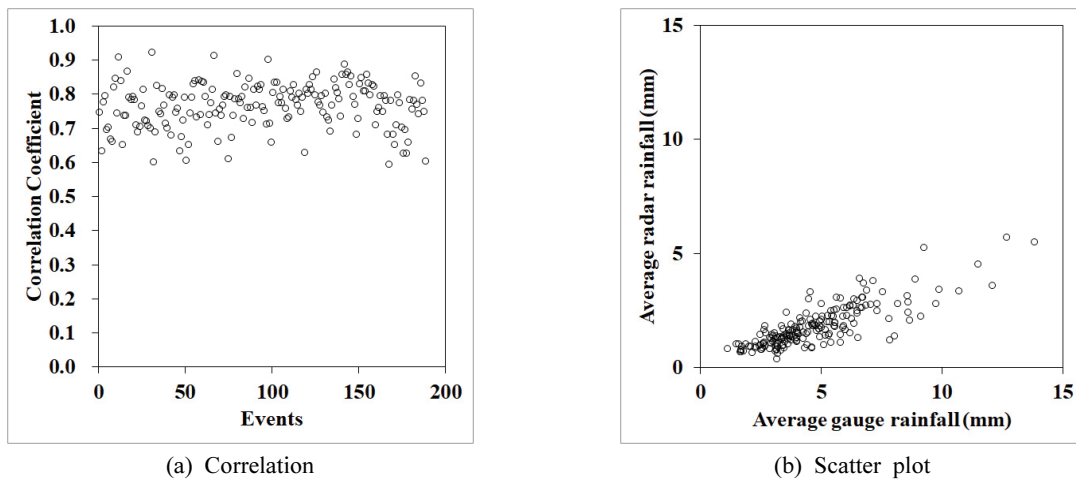 1.0
0.9
0.8
0.7
0.6
0.5
0.4
0.3
0.2
0.1
0.0
Correlation Coefficient
0 50 100 150 200
Events
(a) Correlation
15
10
5
0
Average radar rainfall (mm)
0 5 10 15
Average gauge rainfall (mm)
(b) Scatter plot